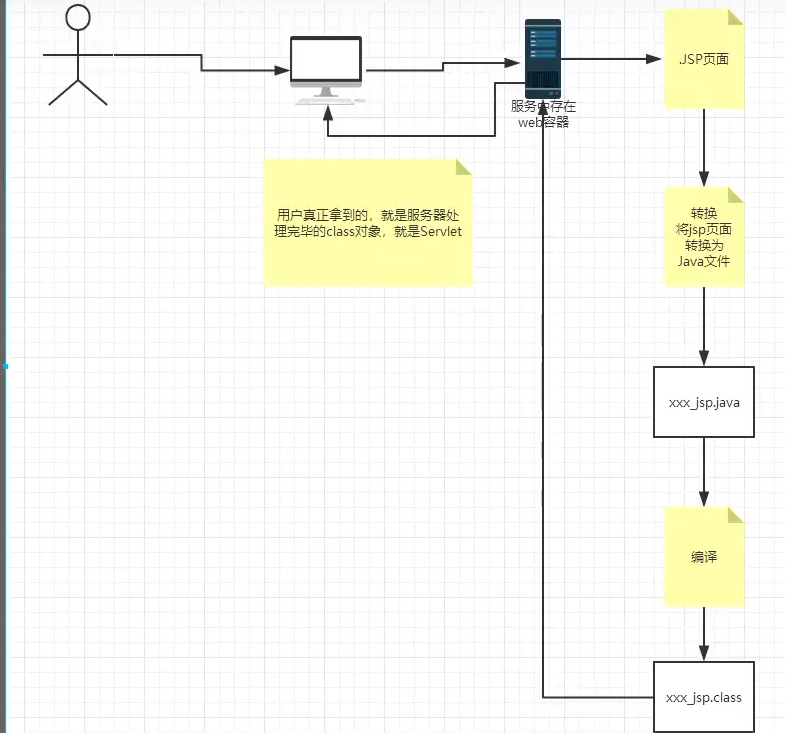 .JSP页面
服务中存在
web容器
转换
将jsp页面
转换为
Java文件
用户真正拿到的，就是服务器处
理完毕的class对象，就是Servlet
xxx_jsp.java
编译
xxx_jsp.class